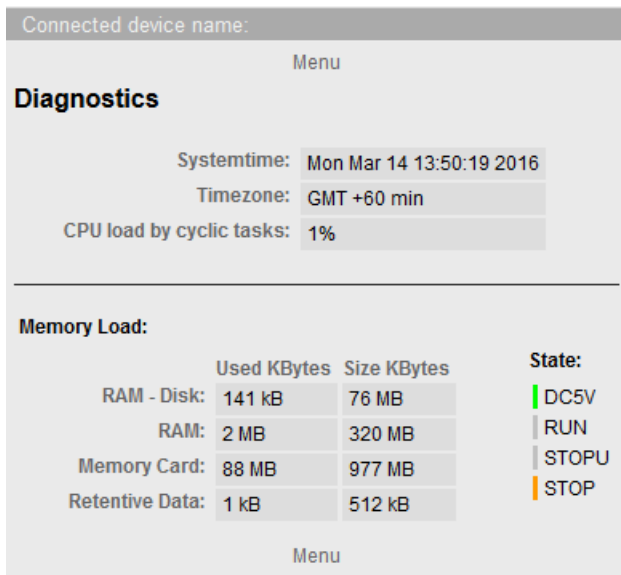 Connected device name:
Menu
Diagnostics
Systemtime: Mon Mar 14 13:50:19 2016
Timezone: GMT +60 min
CPU load by cyclic tasks: 1%
Memory Load:
Used KBytes Size KBytes
RAM - Disk: 141 kB 76 MB
RAM: 2 MB 320 MB
Memory Card: 88 MB 977 MB
Retentive Data: 1 kB 512 kB
State:
DC5V
RUN
STOPU
STOP
Menu